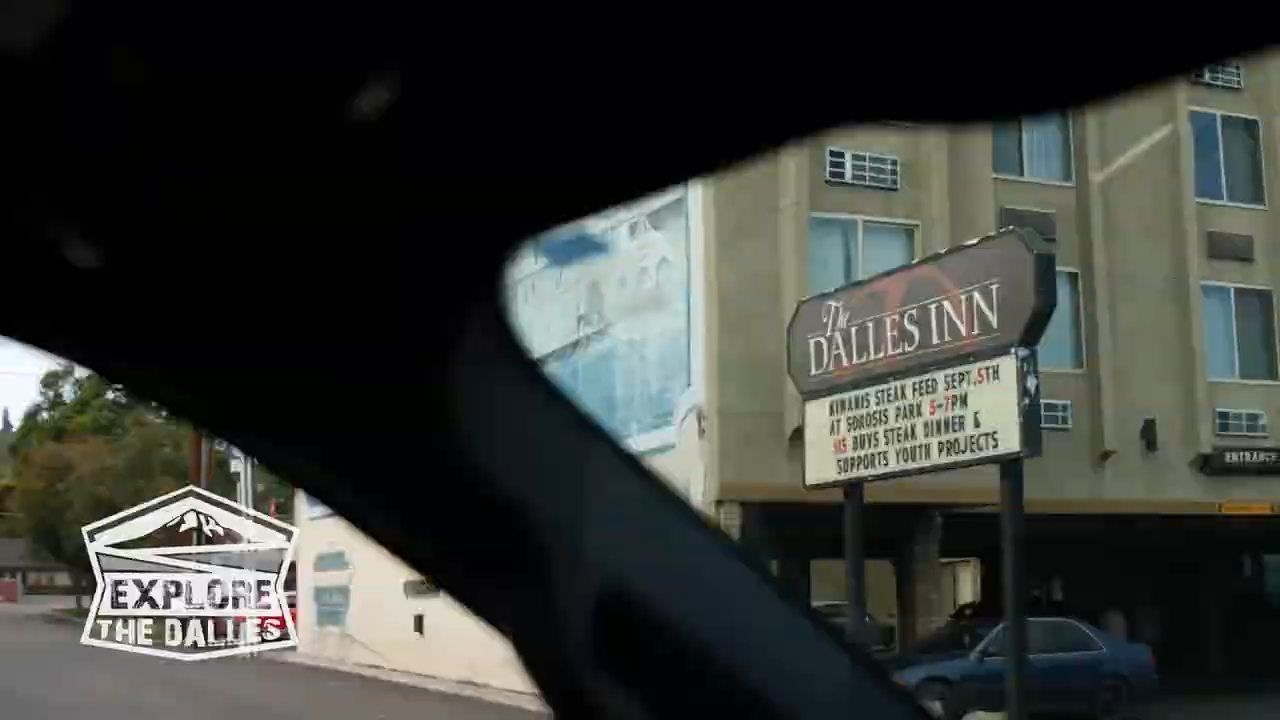 The
DALLES INN
KIWANIS STEAK FEED SEPT.5TH
AT SOROSIS PARK 5-7PM
$15 BUYS STEAK DINNER &
SUPPORTS YOUTH PROJECTS
ENTRANCE
EXPLORE
THE DALLES